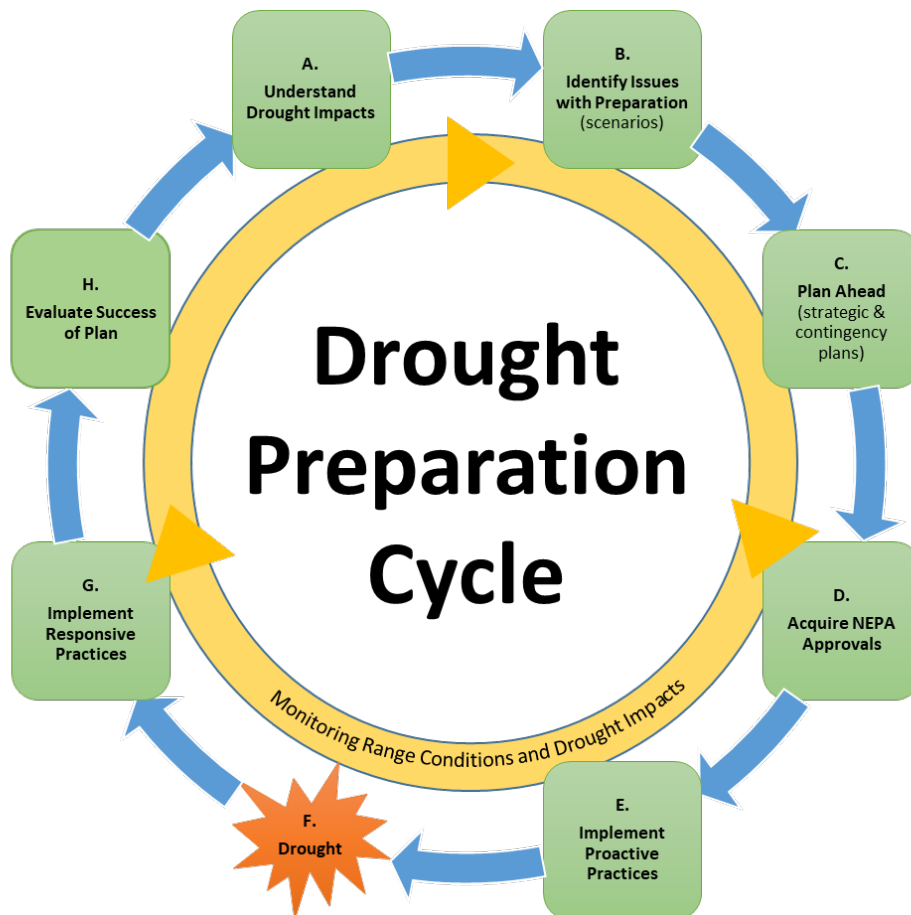 A.
Understand
Drought Impacts
B.
Identify Issues
with Preparation
(scenarios)
C.
Plan Ahead
(strategic &
contingency
plans)
D.
Acquire NEPA
Approvals
E.
Implement
Proactive
Practices
F.
Drought
G.
Implement
Responsive
Practices
H.
Evaluate Success
of Plan
Drought
Preparation
Cycle
Monitoring Range Conditions and Drought Impacts